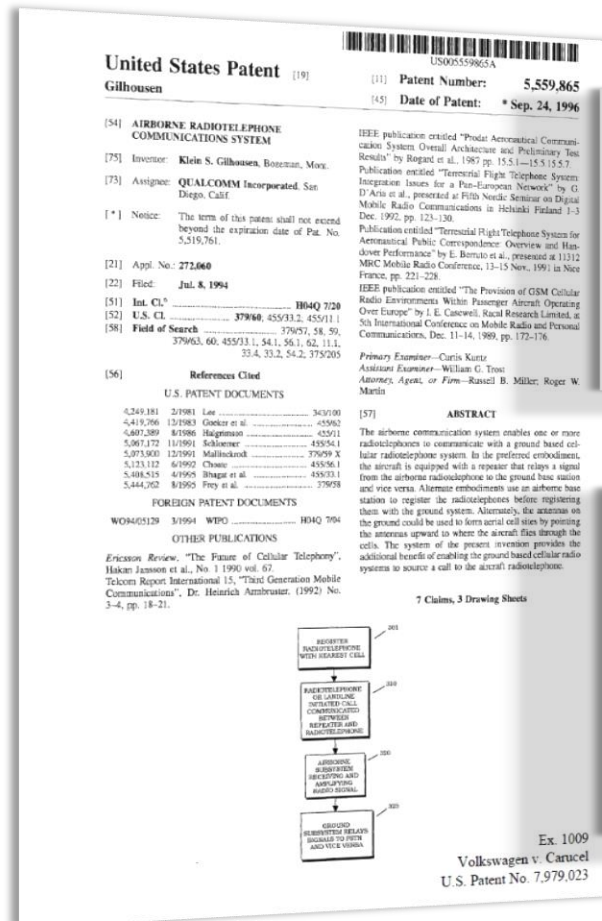 US005559865A
United States Patent [19]
Gilhousen
[11] Patent Number: 5,559,865
[45] Date of Patent: * Sep. 24, 1996
[54] AIRBORNE RADIOTELEPHONE
COMMUNICATIONS SYSTEM
[75] Inventor: Klein S. Gilhousen, Bozeman, Mont.
[73] Assignee: QUALCOMM Incorporated, San
Diego, Calif.
[ * ] Notice: The term of this patent shall not extend
beyond the expiration date of Pat. No.
5,519,761.
[21] Appl. No.: 272,060
[22] Filed: Jul. 8, 1994
[51] Int. Cl.6 H04Q 7/20
[52] U.S. Cl. 379/60; 455/33.2; 455/11.1
[58] Field of Search 379/57, 58, 59,
379/63, 60; 455/33.1, 54.1, 56.1, 62, 11.1,
33.4, 33.2, 54.2; 375/205
[56] References Cited
U.S. PATENT DOCUMENTS
4,249,181 2/1981 Lee 343/100
4,419,766 12/1983 Goeken et al. 455/62
4,607,389 8/1986 Halgrimson 455/11
5,067,172 11/1991 Schloemer 455/54.1
5,073,900 12/1991 Mallinckrodt 379/59 X
5,123,112 6/1992 Choate 455/56.1
5,408,515 4/1995 Bhagat et al. 455/33.1
5,444,762 8/1995 Frey et al. 379/58
FOREIGN PATENT DOCUMENTS
WO94/05129 3/1994 WIPO H04Q 7/04
OTHER PUBLICATIONS
Ericsson Review, "The Future of Cellular Telephony",
Hakan Jansson et al., No. 1 1990 vol. 67.
Telcom Report International 15, "Third Generation Mobile
Communications", Dr. Heinrich Armbruster, (1992) No.
3–4, pp. 18–21.
IEEE publication entitled "Prodat Aeronautical Communi-
cation System Overall Architecture and Preliminary Test
Results" by Rogard et al., 1987 pp. 15.5.1—15.5.15.5.7.
Publication entitled "Terrestrial Flight Telephone System:
Integration Issues for a Pan-European Network" by G.
D'Aria et al., presented at Fifth Nordic Seminar on Digital
Mobile Radio Communications in Helsinki Finland 1–3
Dec. 1992, pp. 123–130.
Publication entitled "Terrestrial Flight Telephone System for
Aeronautical Public Correspondence: Overview and Han-
dover Performance" by E. Berruto et al., presented at 11312
MRC Mobile Radio Conference, 13–15 Nov., 1991 in Nice
France, pp. 221–228.
IEEE publication entitled "The Provision of GSM Cellular
Radio Environments Within Passenger Aircraft Operating
Over Europe" by I. E. Casewell, Racal Research Limited, at
5th International Conference on Mobile Radio and Personal
Communications, Dec. 11–14, 1989, pp. 172–176.
Primary Examiner—Curtis Kuntz
Assistant Examiner—William G. Trost
Attorney, Agent, or Firm—Russell B. Miller; Roger W.
Martin
[57] ABSTRACT
The airborne communication system enables one or more
radiotelephones to communicate with a ground based cel-
lular radiotelephone system. In the preferred embodiment,
the aircraft is equipped with a repeater that relays a signal
from the airborne radiotelephone to the ground base station
and vice versa. Alternate embodiments use an airborne base
station to register the radiotelephones before registering
them with the ground system. Alternately, the antennas on
the ground could be used to form aerial cell sites by pointing
the antennas upward to where the aircraft flies through the
cells. The system of the present invention provides the
additional benefit of enabling the ground based cellular radio
systems to source a call to the aircraft radiotelephone.
7 Claims, 3 Drawing Sheets
REGISTER
RADIOTELEPHONE
WITH NEAREST CELL
RADIOTELEPHONE
OR LANDLINE
INITIATED CALL
COMMUNICATED
BETWEEN
REPEATER AND
RADIOTELEPHONE
AIRBORNE
SUBSYSTEM
RECEIVING AND
AMPLIFYING
RADIO SIGNAL
GROUND
SUBSYSTEM RELAYS
SIGNALS TO PSTN
AND VICE VERSA
Ex. 1009
Volkswagen v. Carucel
U.S. Patent No. 7,979,023